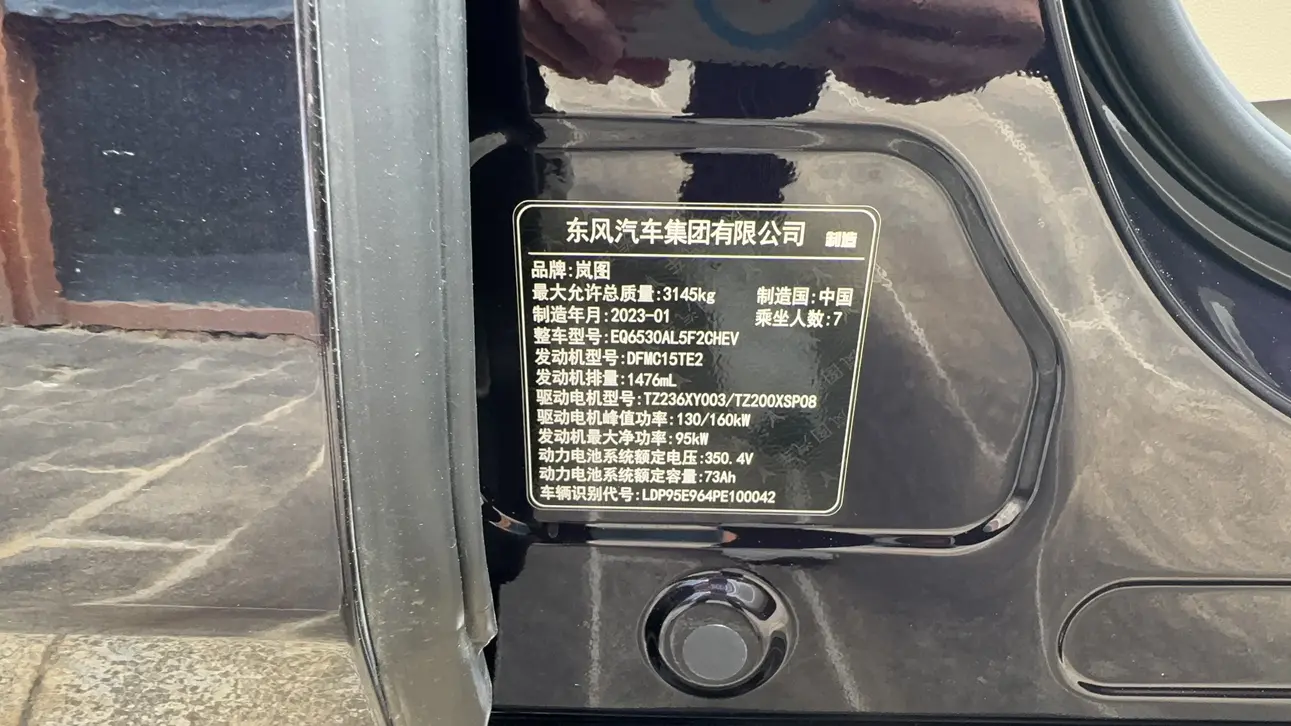 东风汽车集团有限公司 制造
品牌:岚图
最大允许总质量:3145kg 制造国:中国
制造年月:2023-01 乘坐人数:7
整车型号:EQ6530AL5F2CHEV
发动机型号:DFMC15TE2
发动机排量:1476mL
驱动电机型号:TZ236XY003/TZ200XSP08
驱动电机峰值功率:130/160kW
发动机最大净功率:95kW
动力电池系统额定电压:350.4V
动力电池系统额定容量:73Ah
车辆识别代号:LDP95E964PE100042